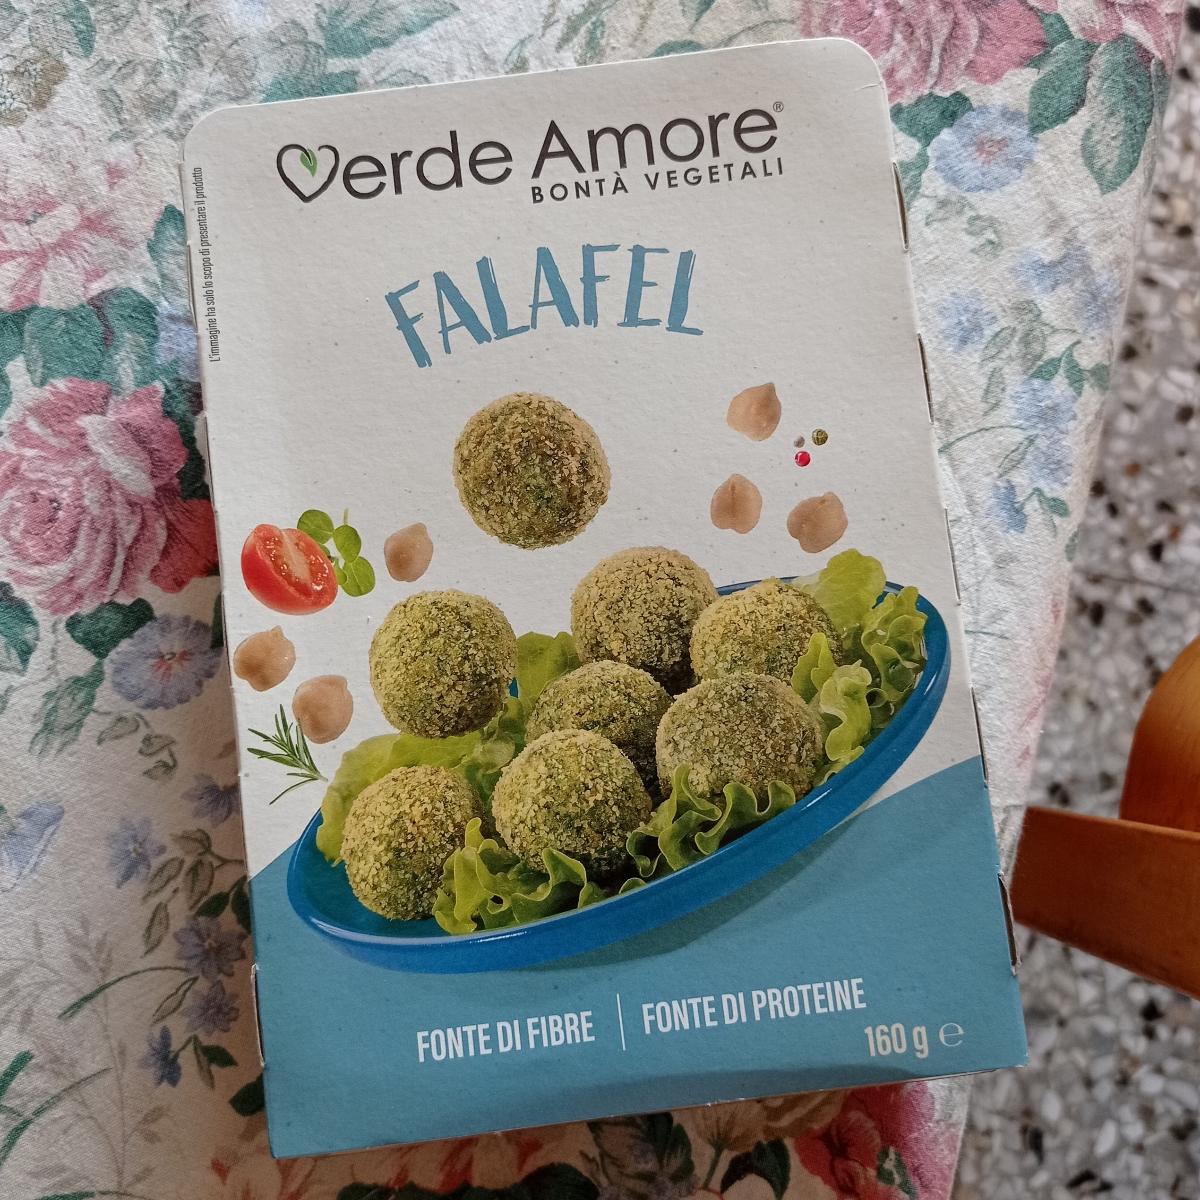 Verde Amore®
BONTÀ VEGETALI
L'immagine ha solo lo scopo di presentare il prodotto
FALAFEL
FONTE DI FIBRE | FONTE DI PROTEINE
160 g ℮